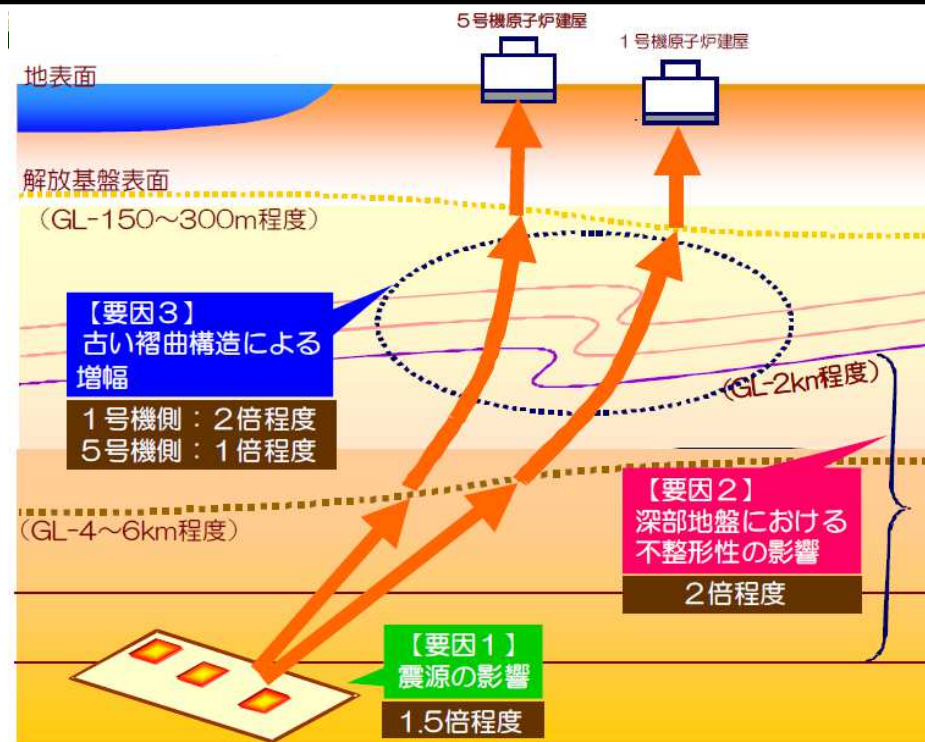 5号機原子炉建屋
1号機原子炉建屋
地表面
解放基盤表面
（GL-150～300m程度）
【要因3】
古い褶曲構造による
増幅
1号機側：2倍程度
5号機側：1倍程度
（GL-2km程度）
【要因2】
深部地盤における
不整形性の影響
2倍程度
（GL-4～6km程度）
【要因1】
震源の影響
1.5倍程度